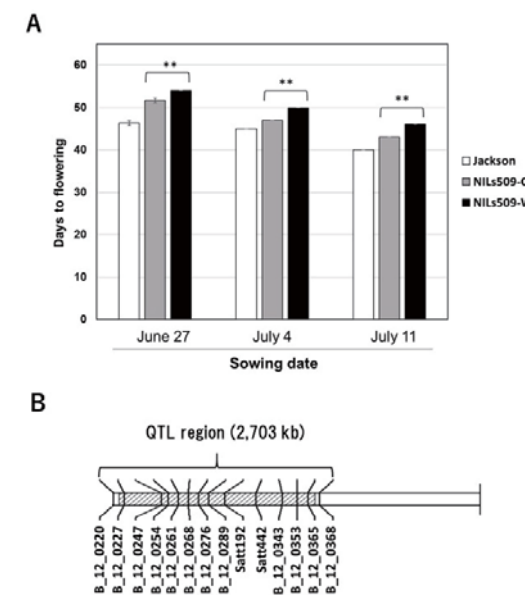 A
**
**
**
60
50
40
30
20
10
0
Days to flowering
Jackson
NILs509-
NILs509-
June 27
July 4
July 11
Sowing date
B
QTL region (2,703 kb)
B_12_0220
B_12_0227
B_12_0247
B_12_0254
B_12_0261
B_12_0268
B_12_0276
B_12_0289
Satt192
Satt442
B_12_0343
B_12_0353
B_12_0365
B_12_0368